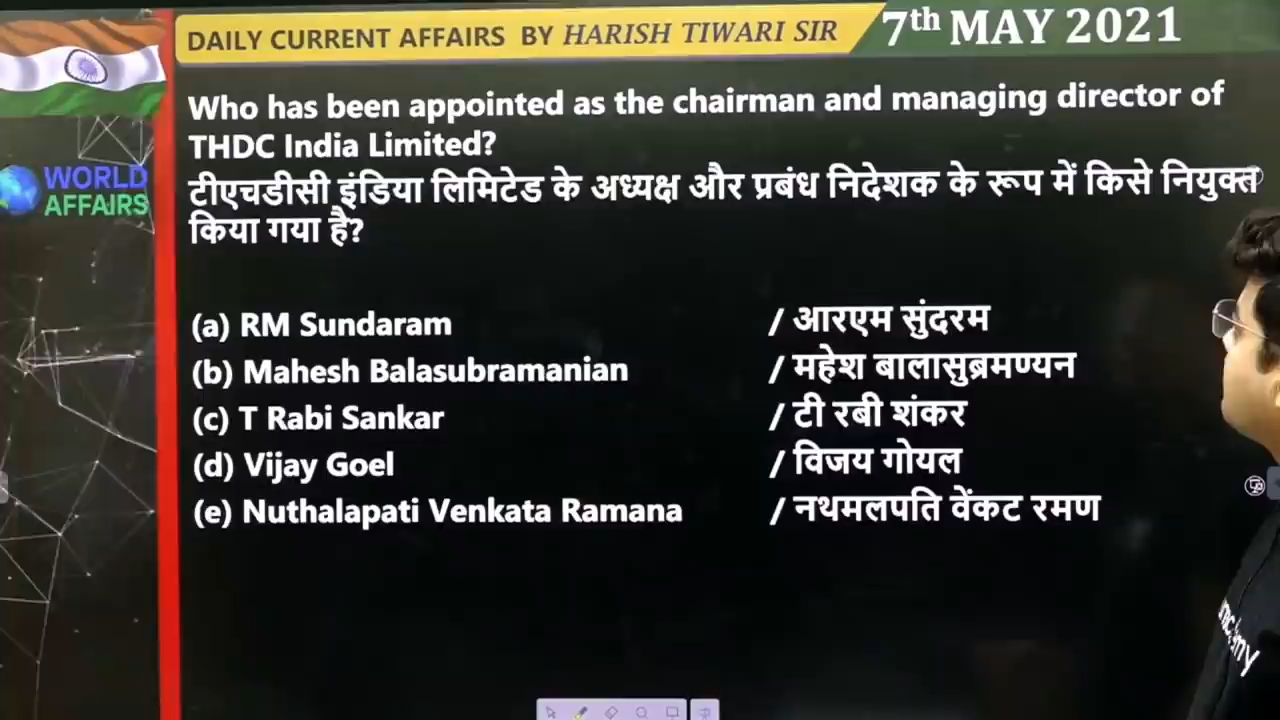 DAILY CURRENT AFFAIRS BY HARISH TIWARI SIR
7th MAY 2021
Who has been appointed as the chairman and managing director of
THDC India Limited?
टीएचडीसी इंडिया लिमिटेड के अध्यक्ष और प्रबंध निदेशक के रूप में किसे नियुक्त
किया गया है?
WORLD
AFFAIRS
(a) RM Sundaram / आरएम सुंदरम
(b) Mahesh Balasubramanian / महेश बालासुब्रमण्यन
(c) T Rabi Sankar / टी रबी शंकर
(d) Vijay Goel / विजय गोयल
(e) Nuthalapati Venkata Ramana / नथमलपति वेंकट रमण